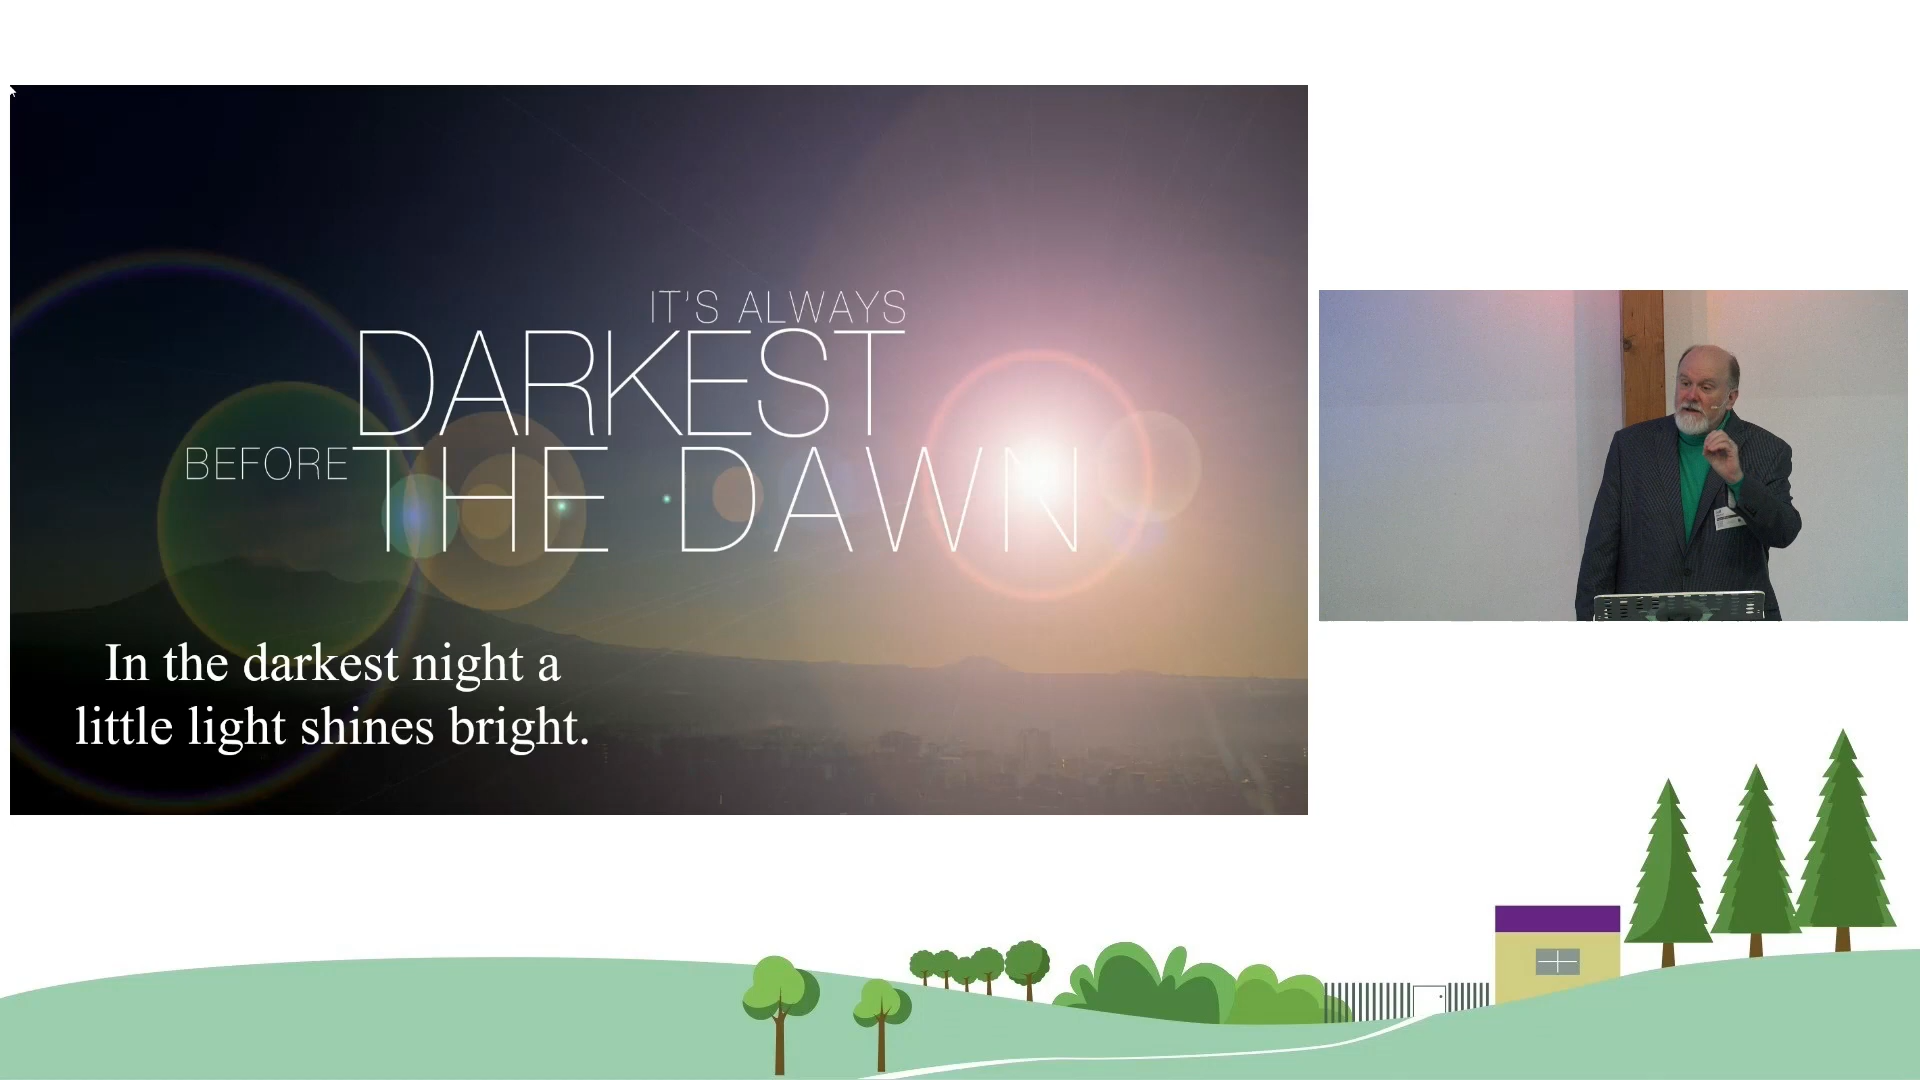 IT'S ALWAYS
DARKEST
BEFORE THE DAWN
In the darkest night a
little light shines bright.